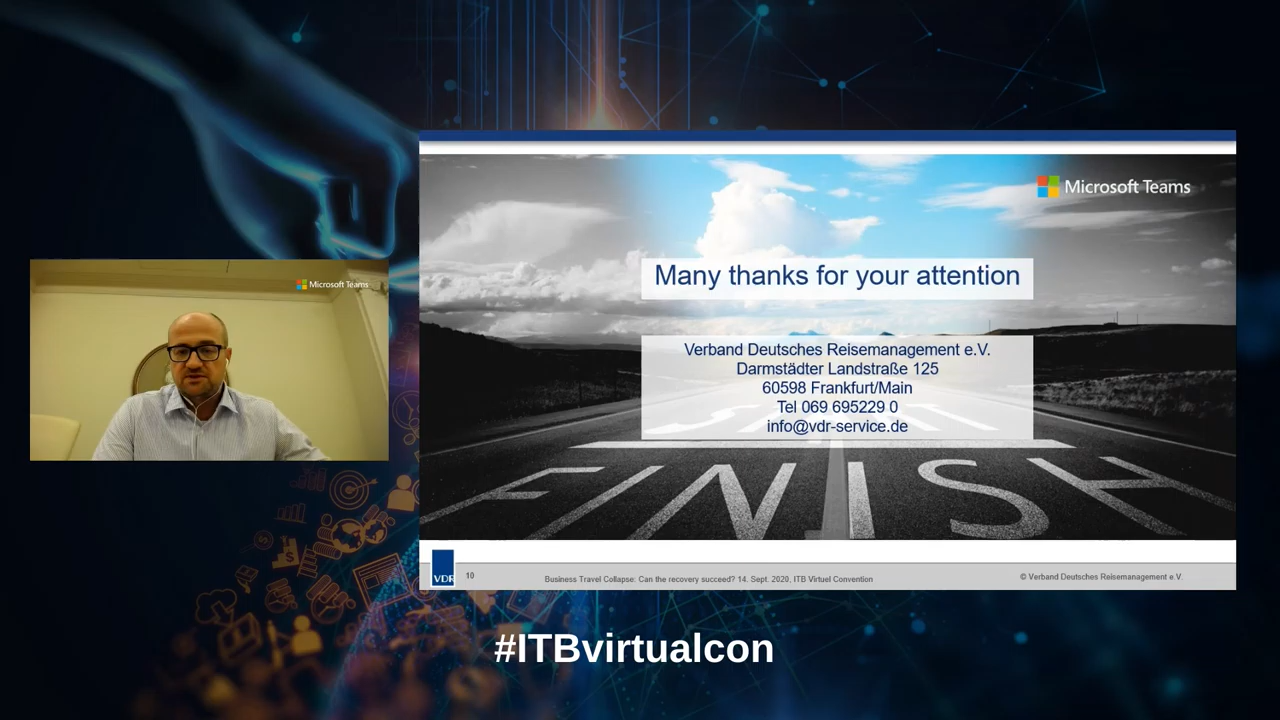 Microsoft Teams
Microsoft Teams
Many thanks for your attention
Verband Deutsches Reisemanagement e.V.
Darmstädter Landstraße 125
60598 Frankfurt/Main
Tel 069 695229 0
info@vdr-service.de
FINISH
VDR
10
Business Travel Collapse: Can the recovery succeed? 14. Sept. 2020, ITB Virtuel Convention
© Verband Deutsches Reisemanagement e.V.
#ITBvirtualcon